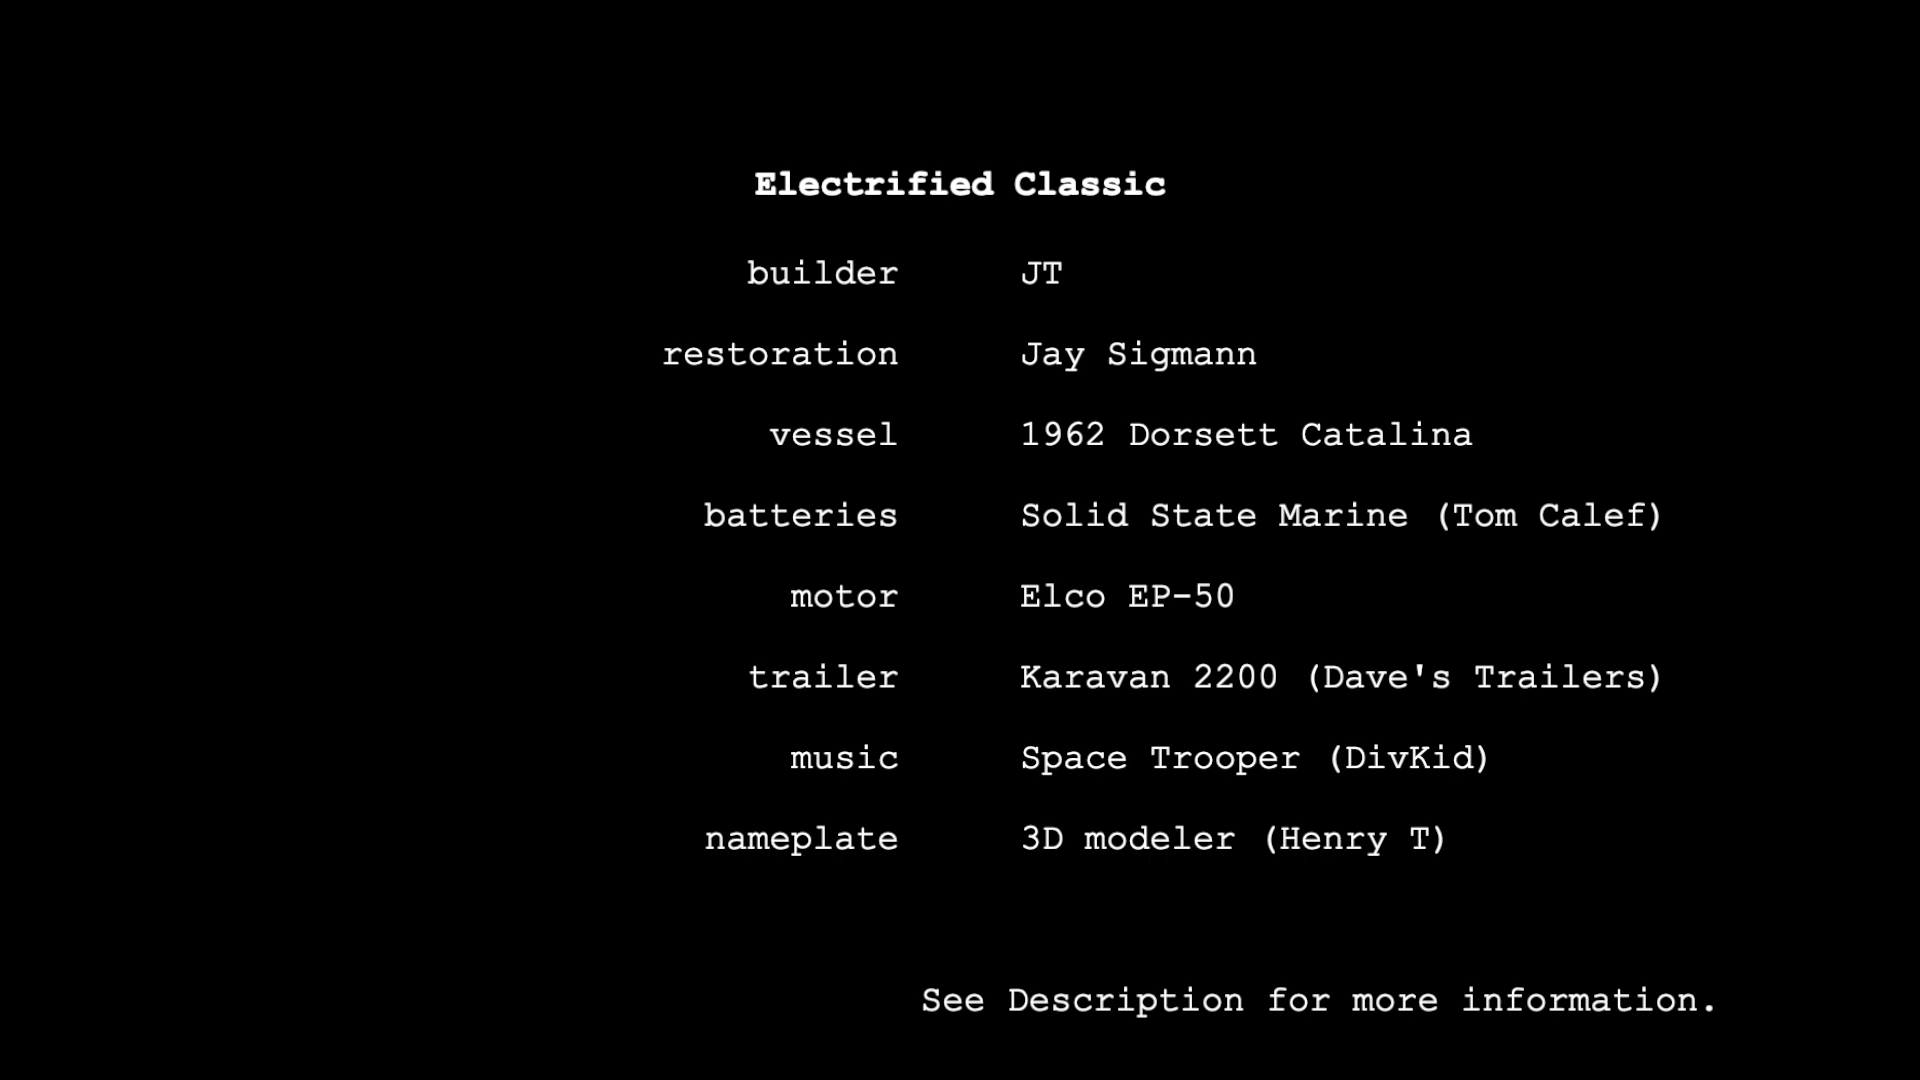 Electrified Classic
builder JT
restoration Jay Sigmann
vessel 1962 Dorsett Catalina
batteries Solid State Marine (Tom Calef)
motor Elco EP-50
trailer Karavan 2200 (Dave's Trailers)
music Space Trooper (DivKid)
nameplate 3D modeler (Henry T)
See Description for more information.